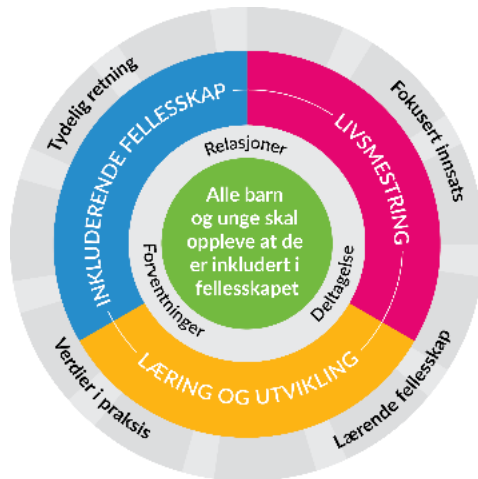 Tydelig retning
Fokusert innsats
INKLUDERENDE FELLESSKAP
LIVSMESTRING
Relasjoner
Alle barn
og unge skal
oppleve at de
er inkludert i
fellesskapet
Forventninger
Deltagelse
LÆRING OG UTVIKLING
Verdier i praksis
Lærende fellesskap